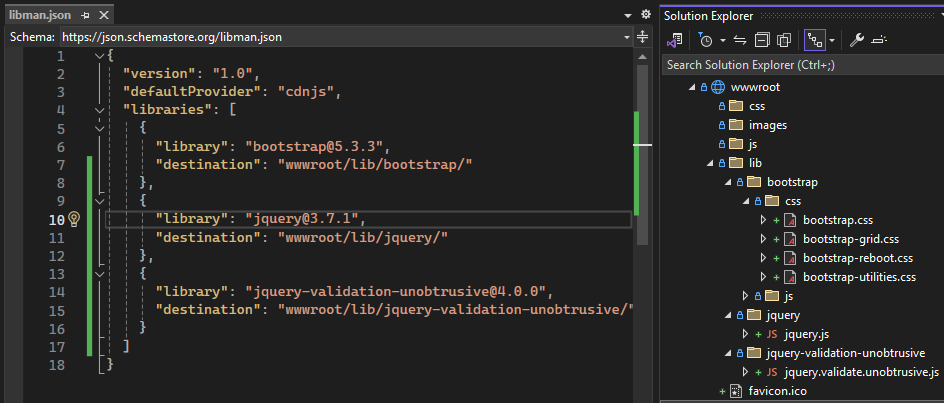 libman.json
Schema: https://json.schemastore.org/libman.json
1 {
2 "version": "1.0",
3 "defaultProvider": "cdnjs",
4 "libraries": [
5 {
6 "library": "bootstrap@5.3.3",
7 "destination": "wwwroot/lib/bootstrap/"
8 },
9 {
10 "library": "jquery@3.7.1",
11 "destination": "wwwroot/lib/jquery/"
12 },
13 {
14 "library": "jquery-validation-unobtrusive@4.0.0",
15 "destination": "wwwroot/lib/jquery-validation-unobtrusive/"
16 }
17 ]
18 }
Solution Explorer
Search Solution Explorer (Ctrl+;)
wwwroot
css
images
js
lib
bootstrap
css
bootstrap.css
bootstrap-grid.css
bootstrap-reboot.css
bootstrap-utilities.css
js
jquery
JS jquery.js
jquery-validation-unobtrusive
JS jquery.validate.unobtrusive.js
favicon.ico